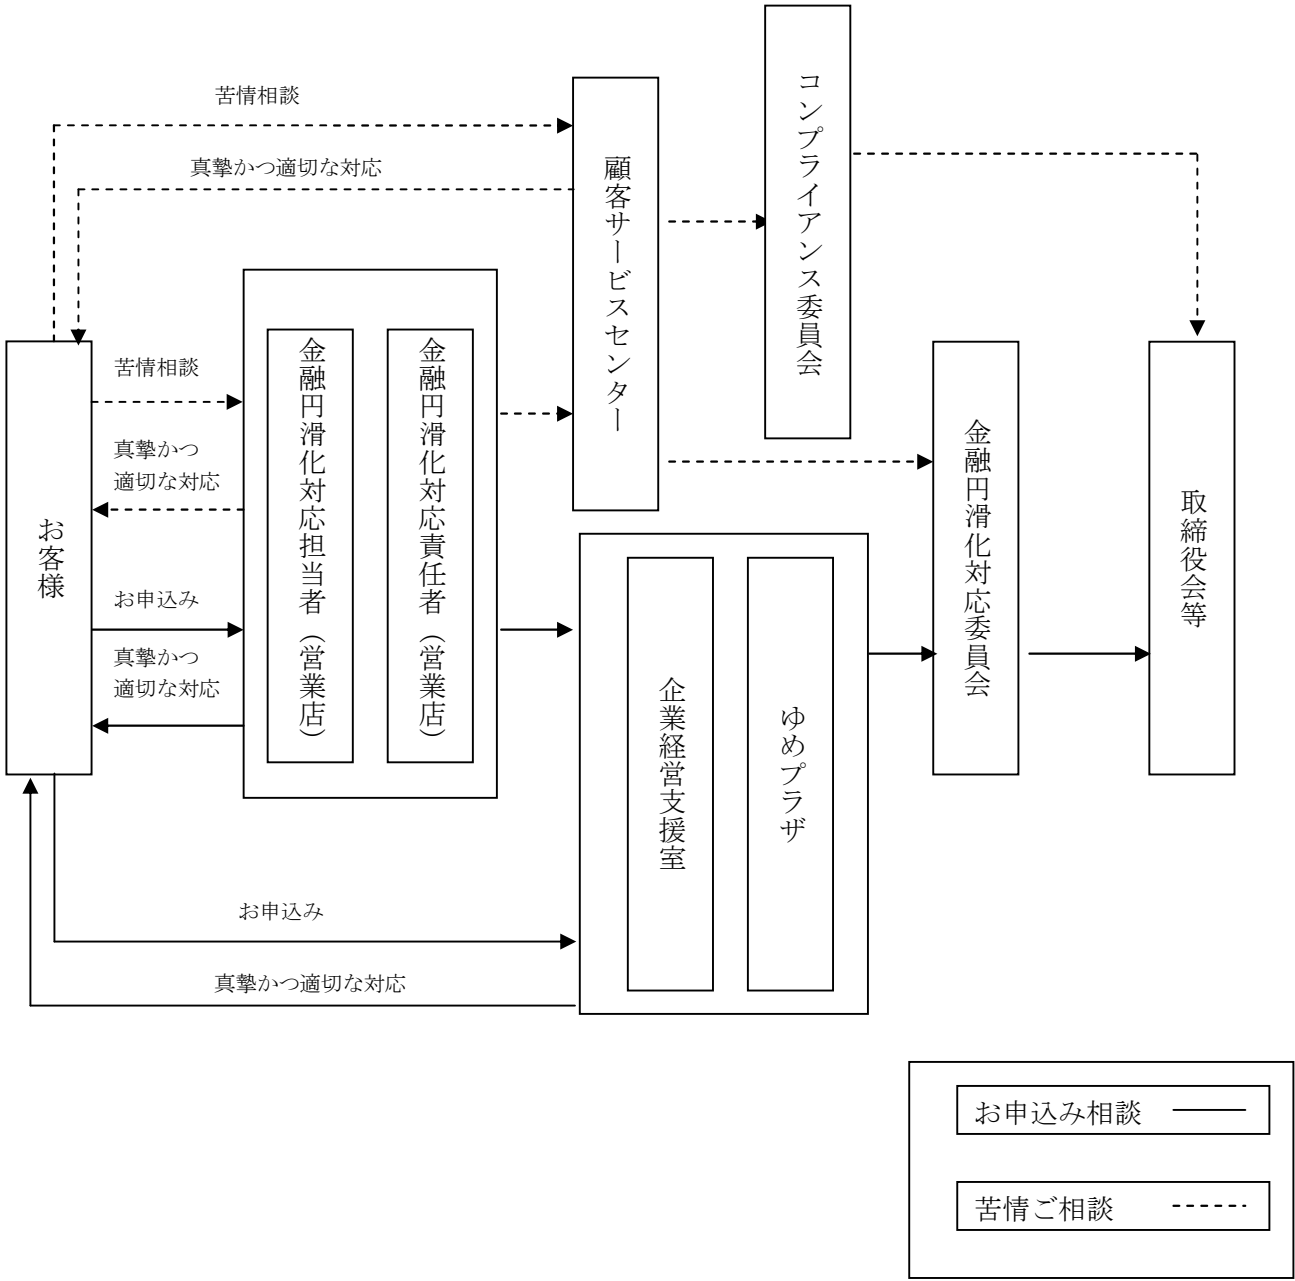 苦情相談
真摯かつ適切な対応
コンプライアンス委員会
顧客サービスセンター
お客様
苦情相談
真摯かつ
適切な対応
お申込み
真摯かつ
適切な対応
金融円滑化対応担当者（営業店）
金融円滑化対応責任者（営業店）
企業経営支援室
ゆめプラザ
金融円滑化対応委員会
取締役会等
お申込み
真摯かつ適切な対応
お申込み相談
苦情ご相談